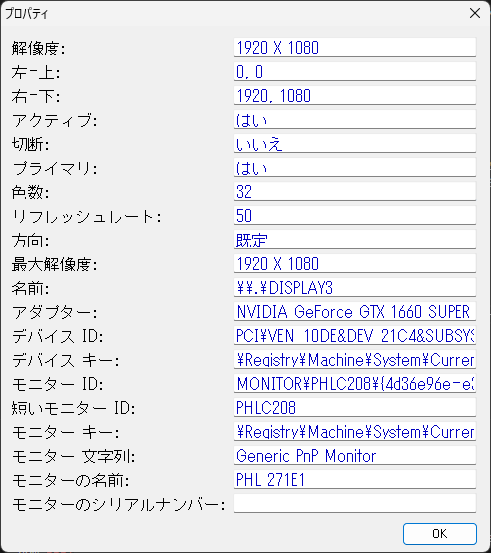 プロパティ
解像度: 1920 X 1080
左-上: 0, 0
右-下: 1920, 1080
アクティブ: はい
切断: いいえ
プライマリ: はい
色数: 32
リフレッシュレート: 50
方向: 既定
最大解像度: 1920 X 1080
名前: \\.\DISPLAY3
アダプター: NVIDIA GeForce GTX 1660 SUPER
デバイス ID: PCI\VEN_10DE&DEV_21C4&SUBSYS
デバイス キー: \Registry\Machine\System\Curren
モニター ID: MONITOR\PHLC208\{4d36e96e-e3
短いモニター ID: PHLC208
モニター キー: \Registry\Machine\System\Curren
モニター 文字列: Generic PnP Monitor
モニターの名前: PHL 271E1
モニターのシリアルナンバー:
OK